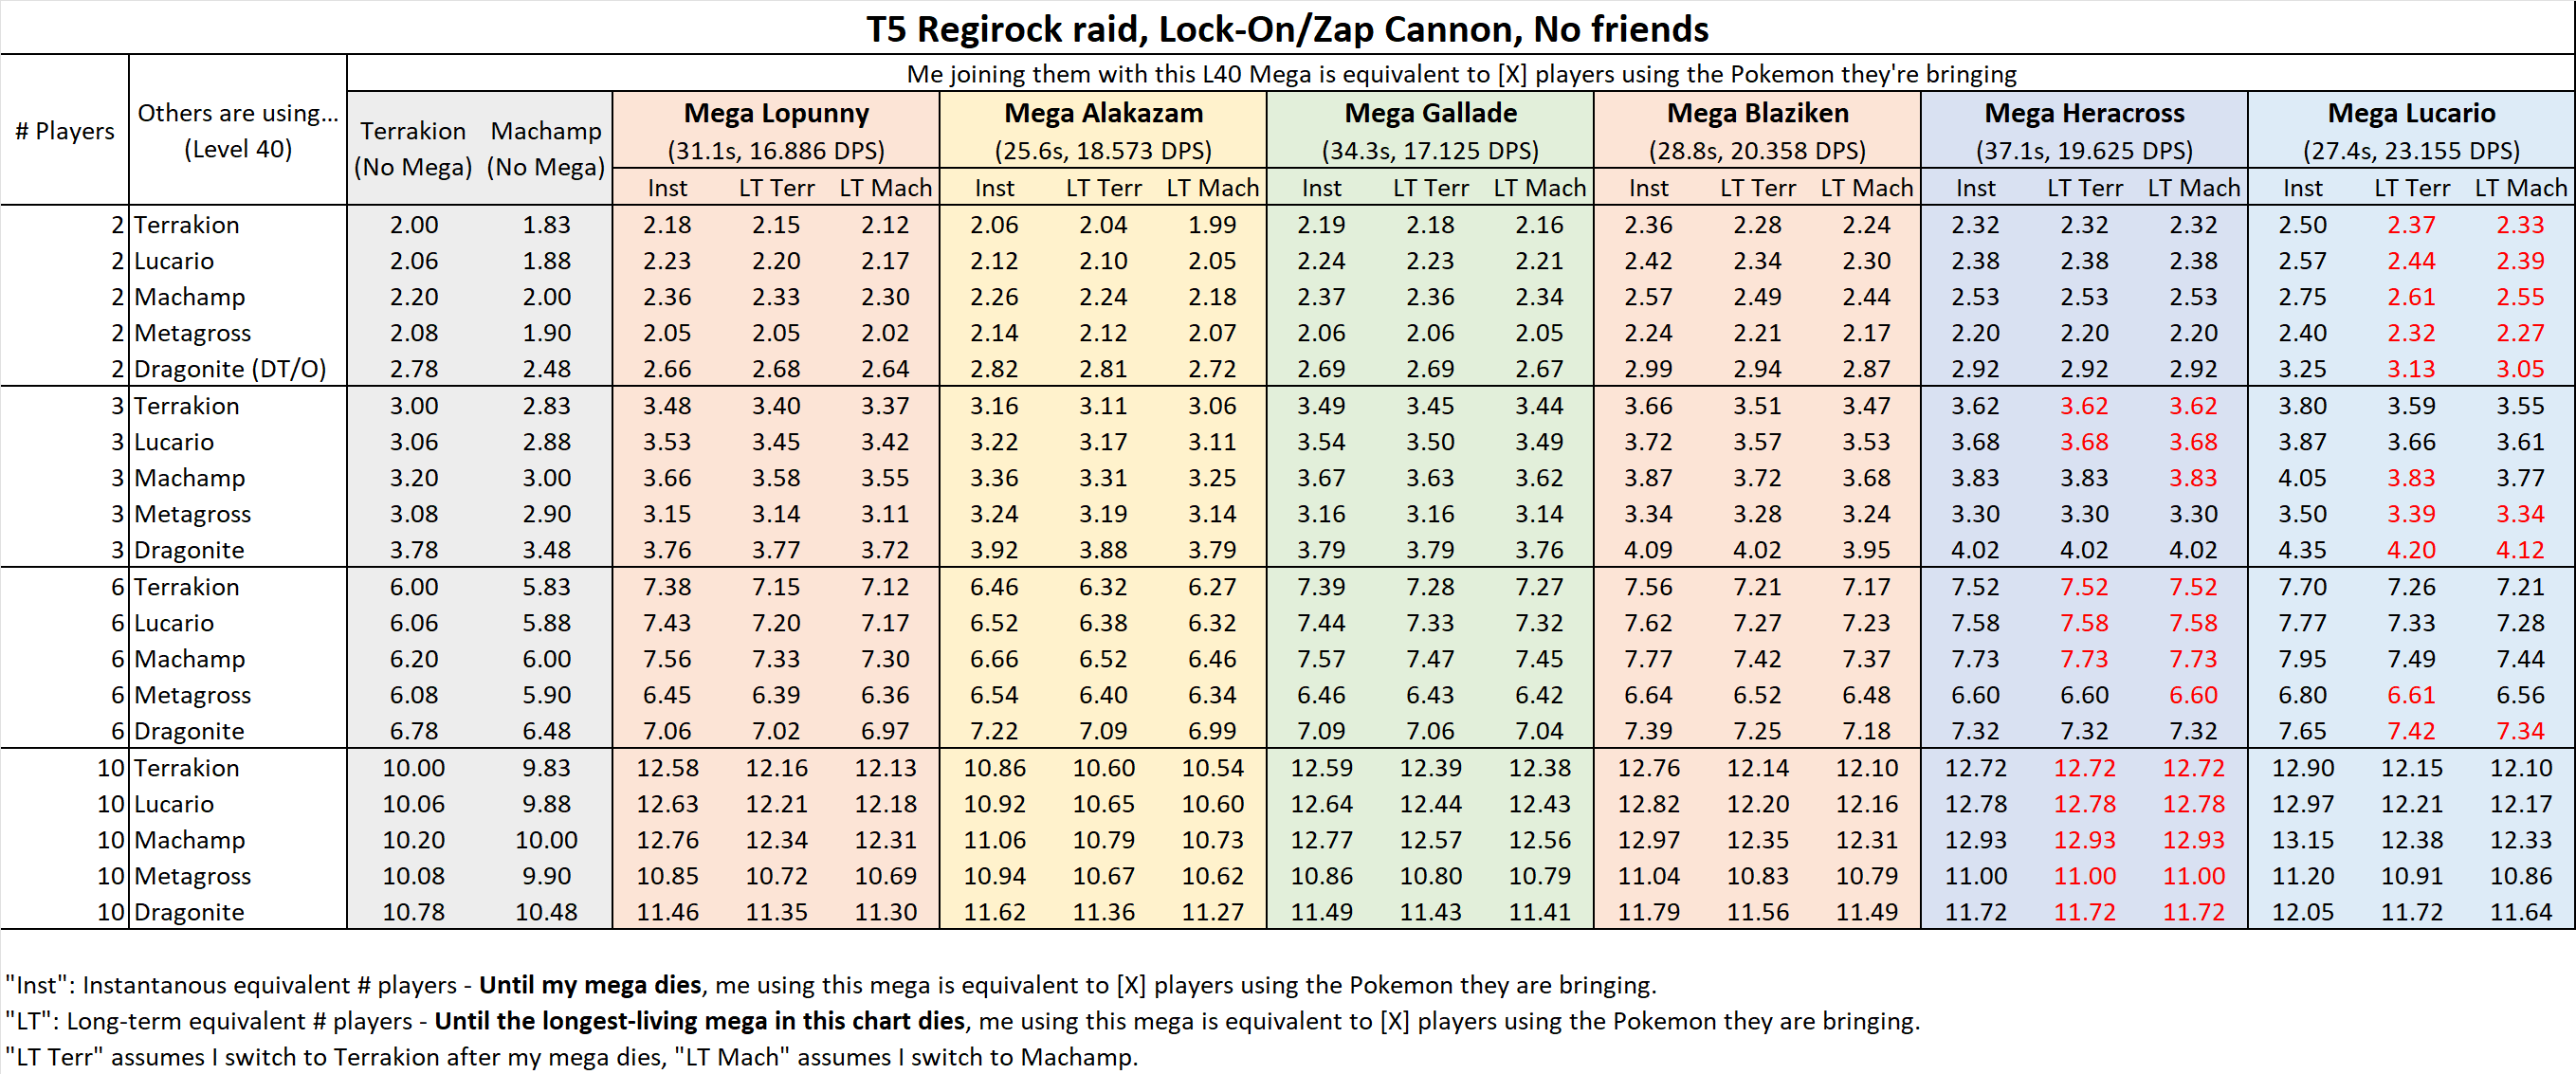 T5 Regirock raid, Lock-On/Zap Cannon, No friends
# Players Others are using... (Level 40) Me joining them with this L40 Mega is equivalent to [X] players using the Pokemon they're bringing
Terrakion (No Mega) Machamp (No Mega) Mega Lopunny Mega Alakazam Mega Gallade Mega Blaziken Mega Heracross Mega Lucario
(31.1s, 16.886 DPS) (25.6s, 18.573 DPS) (34.3s, 17.125 DPS) (28.8s, 20.358 DPS) (37.1s, 19.625 DPS) (27.4s, 23.155 DPS)
Inst LT Terr LT Mach Inst LT Terr LT Mach Inst LT Terr LT Mach Inst LT Terr LT Mach Inst LT Terr LT Mach Inst LT Terr LT Mach
2 Terrakion 2.00 1.83 2.18 2.15 2.12 2.06 2.04 1.99 2.19 2.18 2.16 2.36 2.28 2.24 2.32 2.32 2.32 2.50 2.37 2.33
2 Lucario 2.06 1.88 2.23 2.20 2.17 2.12 2.10 2.05 2.24 2.23 2.21 2.42 2.34 2.30 2.38 2.38 2.38 2.57 2.44 2.39
2 Machamp 2.20 2.00 2.36 2.33 2.30 2.26 2.24 2.18 2.37 2.36 2.34 2.57 2.49 2.44 2.53 2.53 2.53 2.75 2.61 2.55
2 Metagross 2.08 1.90 2.05 2.05 2.02 2.14 2.12 2.07 2.06 2.06 2.05 2.24 2.21 2.17 2.20 2.20 2.20 2.40 2.32 2.27
2 Dragonite (DT/O) 2.78 2.48 2.66 2.68 2.64 2.82 2.81 2.72 2.69 2.69 2.67 2.99 2.94 2.87 2.92 2.92 2.92 3.25 3.13 3.05
3 Terrakion 3.00 2.83 3.48 3.40 3.37 3.16 3.11 3.06 3.49 3.45 3.44 3.66 3.51 3.47 3.62 3.62 3.62 3.80 3.59 3.55
3 Lucario 3.06 2.88 3.53 3.45 3.42 3.22 3.17 3.11 3.54 3.50 3.49 3.72 3.57 3.53 3.68 3.68 3.68 3.87 3.66 3.61
3 Machamp 3.20 3.00 3.66 3.58 3.55 3.36 3.31 3.25 3.67 3.63 3.62 3.87 3.72 3.68 3.83 3.83 3.83 4.05 3.83 3.77
3 Metagross 3.08 2.90 3.15 3.14 3.11 3.24 3.19 3.14 3.16 3.16 3.14 3.34 3.28 3.24 3.30 3.30 3.30 3.50 3.39 3.34
3 Dragonite 3.78 3.48 3.76 3.77 3.72 3.92 3.88 3.79 3.79 3.79 3.76 4.09 4.02 3.95 4.02 4.02 4.02 4.35 4.20 4.12
6 Terrakion 6.00 5.83 7.38 7.15 7.12 6.46 6.32 6.27 7.39 7.28 7.27 7.56 7.21 7.17 7.52 7.52 7.52 7.70 7.26 7.21
6 Lucario 6.06 5.88 7.43 7.20 7.17 6.52 6.38 6.32 7.44 7.33 7.32 7.62 7.27 7.23 7.58 7.58 7.58 7.77 7.33 7.28
6 Machamp 6.20 6.00 7.56 7.33 7.30 6.66 6.52 6.46 7.57 7.47 7.45 7.77 7.42 7.37 7.73 7.73 7.73 7.95 7.49 7.44
6 Metagross 6.08 5.90 6.45 6.39 6.36 6.54 6.40 6.34 6.46 6.43 6.42 6.64 6.52 6.48 6.60 6.60 6.60 6.80 6.61 6.56
6 Dragonite 6.78 6.48 7.06 7.02 6.97 7.22 7.09 6.99 7.09 7.06 7.04 7.39 7.25 7.18 7.32 7.32 7.32 7.65 7.42 7.34
10 Terrakion 10.00 9.83 12.58 12.16 12.13 10.86 10.60 10.54 12.59 12.39 12.38 12.76 12.14 12.10 12.72 12.72 12.72 12.90 12.15 12.10
10 Lucario 10.06 9.88 12.63 12.21 12.18 10.92 10.65 10.60 12.64 12.44 12.43 12.82 12.20 12.16 12.78 12.78 12.78 12.97 12.21 12.17
10 Machamp 10.20 10.00 12.76 12.34 12.31 11.06 10.79 10.73 12.77 12.57 12.56 12.97 12.35 12.31 12.93 12.93 12.93 13.15 12.38 12.33
10 Metagross 10.08 9.90 10.85 10.72 10.69 10.94 10.67 10.62 10.86 10.80 10.79 11.04 10.83 10.79 11.00 11.00 11.00 11.20 10.91 10.86
10 Dragonite 10.78 10.48 11.46 11.35 11.30 11.62 11.36 11.27 11.49 11.43 11.41 11.79 11.56 11.49 11.72 11.72 11.72 12.05 11.72 11.64
"Inst": Instantanous equivalent # players - Until my mega dies, me using this mega is equivalent to [X] players using the Pokemon they are bringing.
"LT": Long-term equivalent # players - Until the longest-living mega in this chart dies, me using this mega is equivalent to [X] players using the Pokemon they are bringing.
"LT Terr" assumes I switch to Terrakion after my mega dies, "LT Mach" assumes I switch to Machamp.